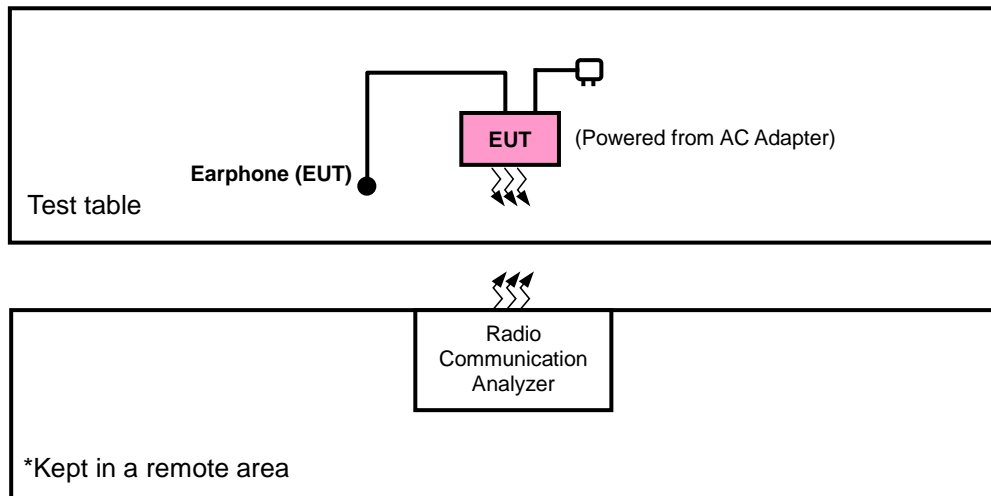 EUT
(Powered from AC Adapter)
Earphone (EUT)
Test table
Radio
Communication
Analyzer
*Kept in a remote area